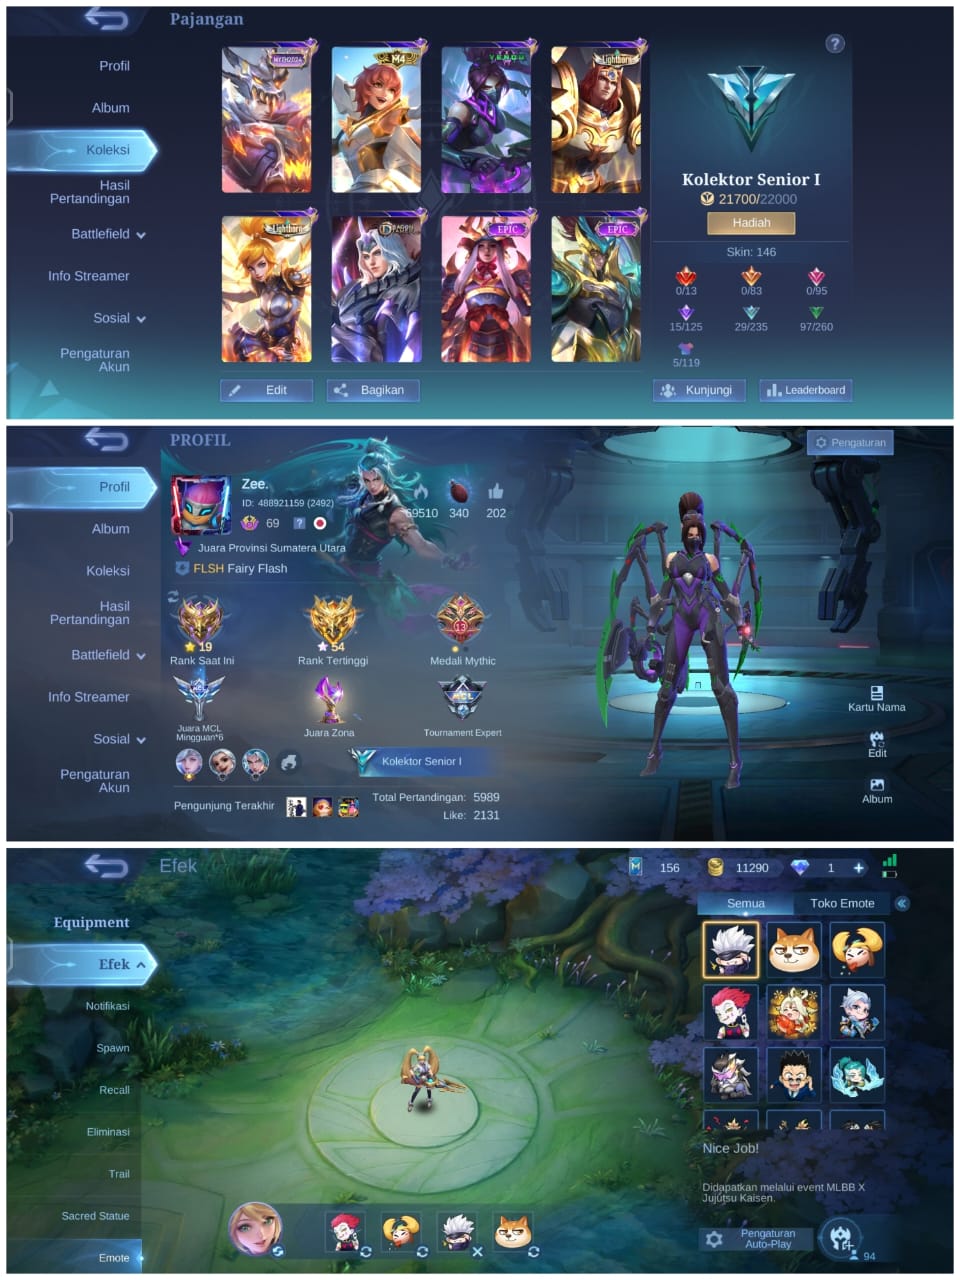 Pajangan
Profil
Album
Koleksi
Hasil
Pertandingan
Battlefield
Info Streamer
Sosial
Pengaturan
Akun
M4
Lightborn
Lightborn
EPIC
EPIC
?
Kolektor Senior I
21700/22000
Hadiah
Skin: 146
0/13
0/83
0/95
15/125
29/235
97/260
5/119
Edit
Bagikan
Kunjungi
Leaderboard
PROFIL
Pengaturan
Profil
Album
Koleksi
Hasil
Pertandingan
Battlefield
Info Streamer
Sosial
Pengaturan
Akun
Zee.
ID: 488921159 (2492)
69
?
Juara Provinsi Sumatera Utara
FLSH Fairy Flash
69510
340
202
19
Rank Saat Ini
54
Rank Tertinggi
13
Medali Mythic
Juara MCL
Mingguan*6
Juara Zona
MCL
Tournament Expert
Kolektor Senior I
Pengunjung Terakhir
Total Pertandingan: 5989
Like: 2131
Kartu Nama
Edit
Album
Efek
156
11290
1
+
Equipment
Efek
Notifikasi
Spawn
Recall
Eliminasi
Trail
Sacred Statue
Emote
Semua
Toko Emote
Nice Job!
Didapatkan melalui event MLBB X
Jujutsu Kaisen.
Pengaturan
Auto-Play
94